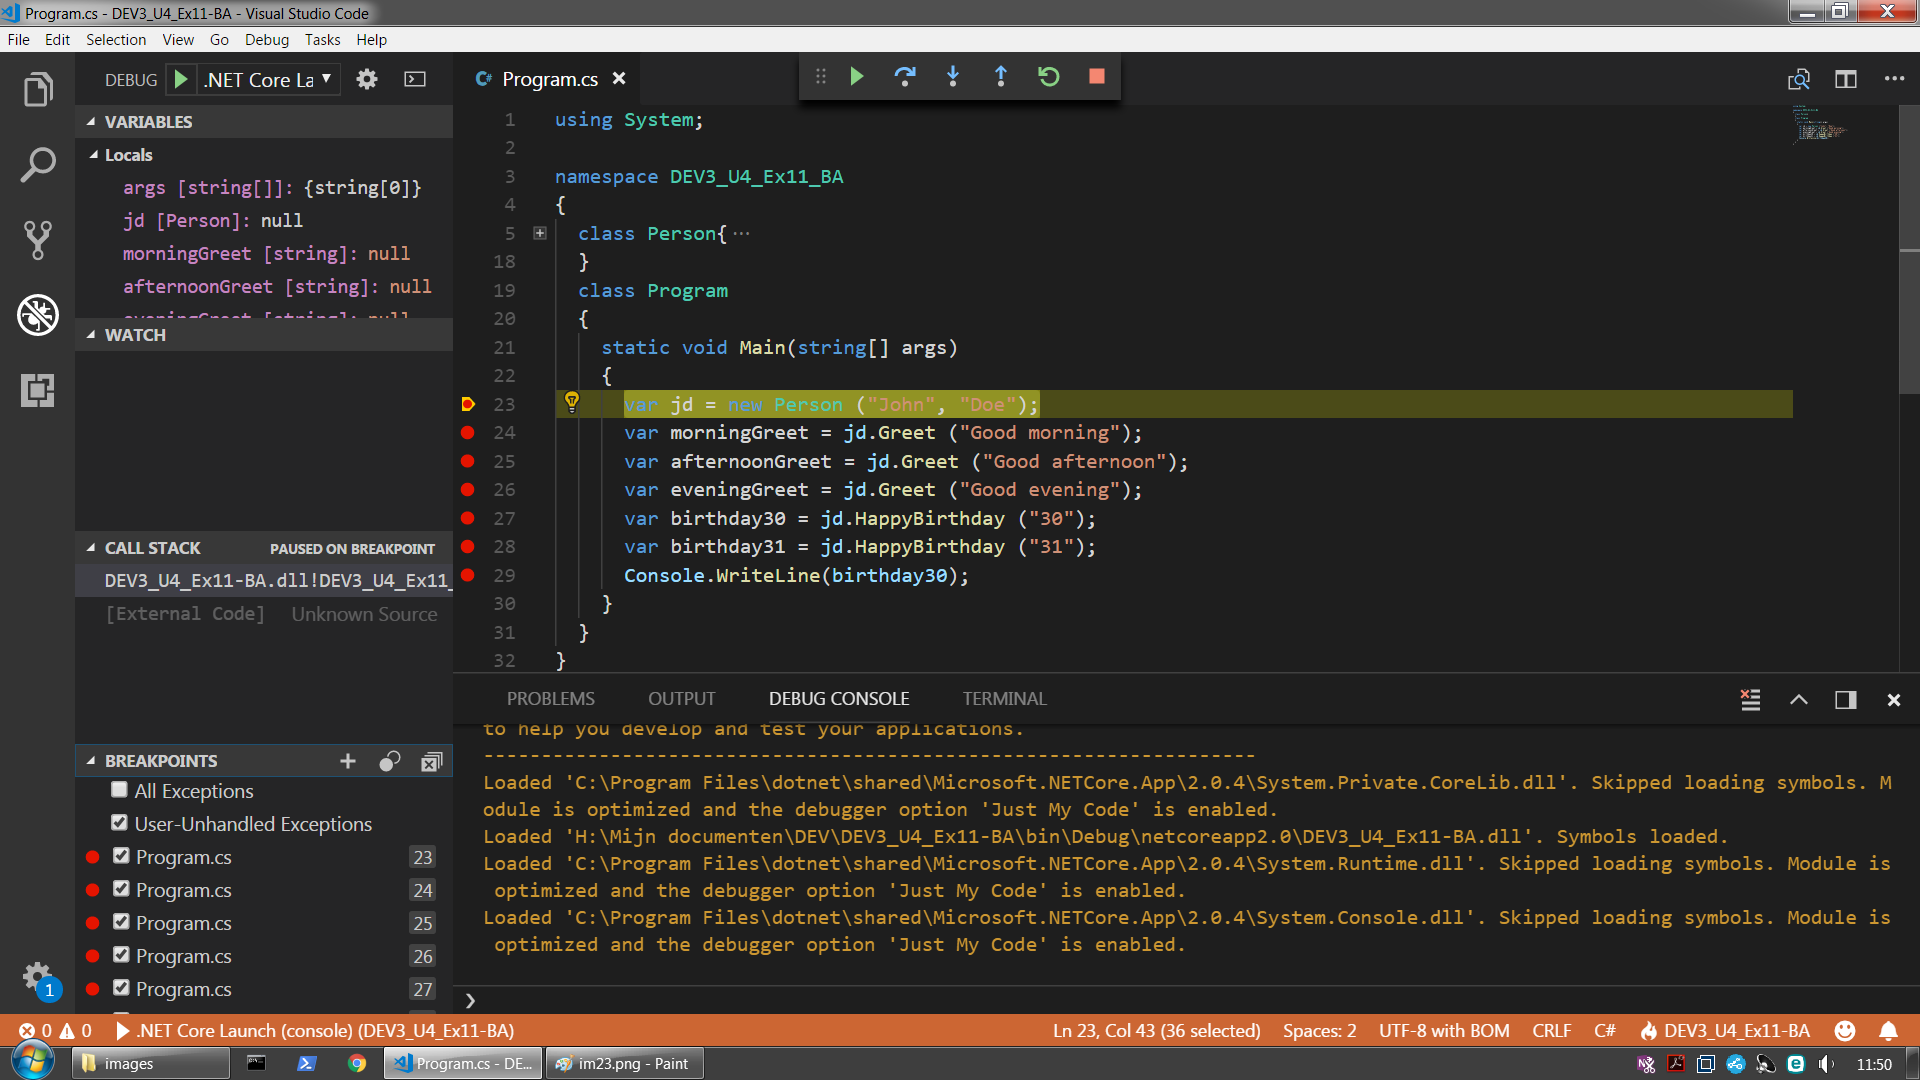 Program.cs - DEV3_U4_Ex11-BA - Visual Studio Code
File Edit Selection View Go Debug Tasks Help
DEBUG .NET Core La
Program.cs
VARIABLES
Locals
args [string[]]: {string[0]}
jd [Person]: null
morningGreet [string]: null
afternoonGreet [string]: null
eveningGreet [string]: null
WATCH
CALL STACK PAUSED ON BREAKPOINT
DEV3_U4_Ex11-BA.dll!DEV3_U4_Ex11_
[External Code] Unknown Source
BREAKPOINTS
All Exceptions
User-Unhandled Exceptions
Program.cs 23
Program.cs 24
Program.cs 25
Program.cs 26
Program.cs 27
1
1 using System;
2
3 namespace DEV3_U4_Ex11_BA
4 {
5 class Person{ ...
18 }
19 class Program
20 {
21 static void Main(string[] args)
22 {
23 var jd = new Person ("John", "Doe");
24 var morningGreet = jd.Greet ("Good morning");
25 var afternoonGreet = jd.Greet ("Good afternoon");
26 var eveningGreet = jd.Greet ("Good evening");
27 var birthday30 = jd.HappyBirthday ("30");
28 var birthday31 = jd.HappyBirthday ("31");
29 Console.WriteLine(birthday30);
30 }
31 }
32 }
PROBLEMS OUTPUT DEBUG CONSOLE TERMINAL
to help you develop and test your applications.
-------------------------------------------------------------------
Loaded 'C:\Program Files\dotnet\shared\Microsoft.NETCore.App\2.0.4\System.Private.CoreLib.dll'. Skipped loading symbols. M
odule is optimized and the debugger option 'Just My Code' is enabled.
Loaded 'H:\Mijn documenten\DEV\DEV3_U4_Ex11-BA\bin\Debug\netcoreapp2.0\DEV3_U4_Ex11-BA.dll'. Symbols loaded.
Loaded 'C:\Program Files\dotnet\shared\Microsoft.NETCore.App\2.0.4\System.Runtime.dll'. Skipped loading symbols. Module is
optimized and the debugger option 'Just My Code' is enabled.
Loaded 'C:\Program Files\dotnet\shared\Microsoft.NETCore.App\2.0.4\System.Console.dll'. Skipped loading symbols. Module is
optimized and the debugger option 'Just My Code' is enabled.
0 0 .NET Core Launch (console) (DEV3_U4_Ex11-BA) Ln 23, Col 43 (36 selected) Spaces: 2 UTF-8 with BOM CRLF C# DEV3_U4_Ex11-BA
images Program.cs - DE... im23.png - Paint 11:50